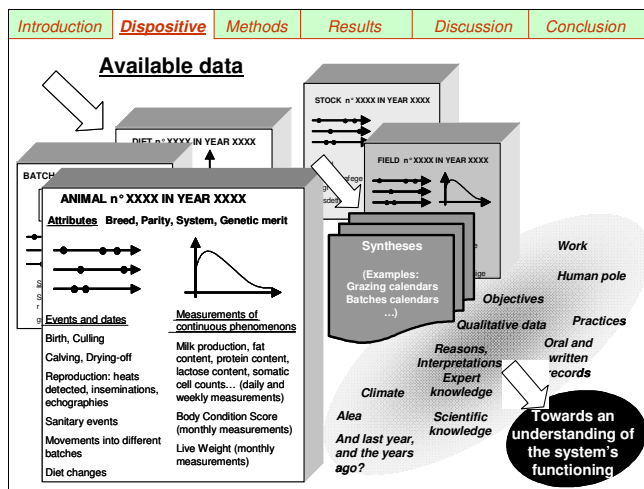 Introduction Dispositive Methods Results Discussion Conclusion
Available data
STOCK n° XXXX IN YEAR XXXX
DIET n° XXXX IN YEAR XXXX
FIELD n° XXXX IN YEAR XXXX
BATCH
ANIMAL n° XXXX IN YEAR XXXX
Attributes Breed, Parity, System, Genetic merit
Events and dates
Birth, Culling
Calving, Drying-off
Reproduction: heats
detected, inseminations,
echographies
Sanitary events
Movements into different
batches
Diet changes
Measurements of
continuous phenomenons
Milk production, fat
content, protein content,
lactose content, somatic
cell counts… (daily and
weekly measurements)
Body Condition Score
(monthly measurements)
Live Weight (monthly
measurements)
Syntheses
(Examples:
Grazing calendars
Batches calendars
…)
Work
Human pole
Objectives
Qualitative data
Practices
Reasons,
Interpretations
Expert
knowledge
Oral and
written
records
Climate
Alea
Scientific
knowledge
And last year,
and the years
ago?
Towards an
understanding of
the system's
functioning